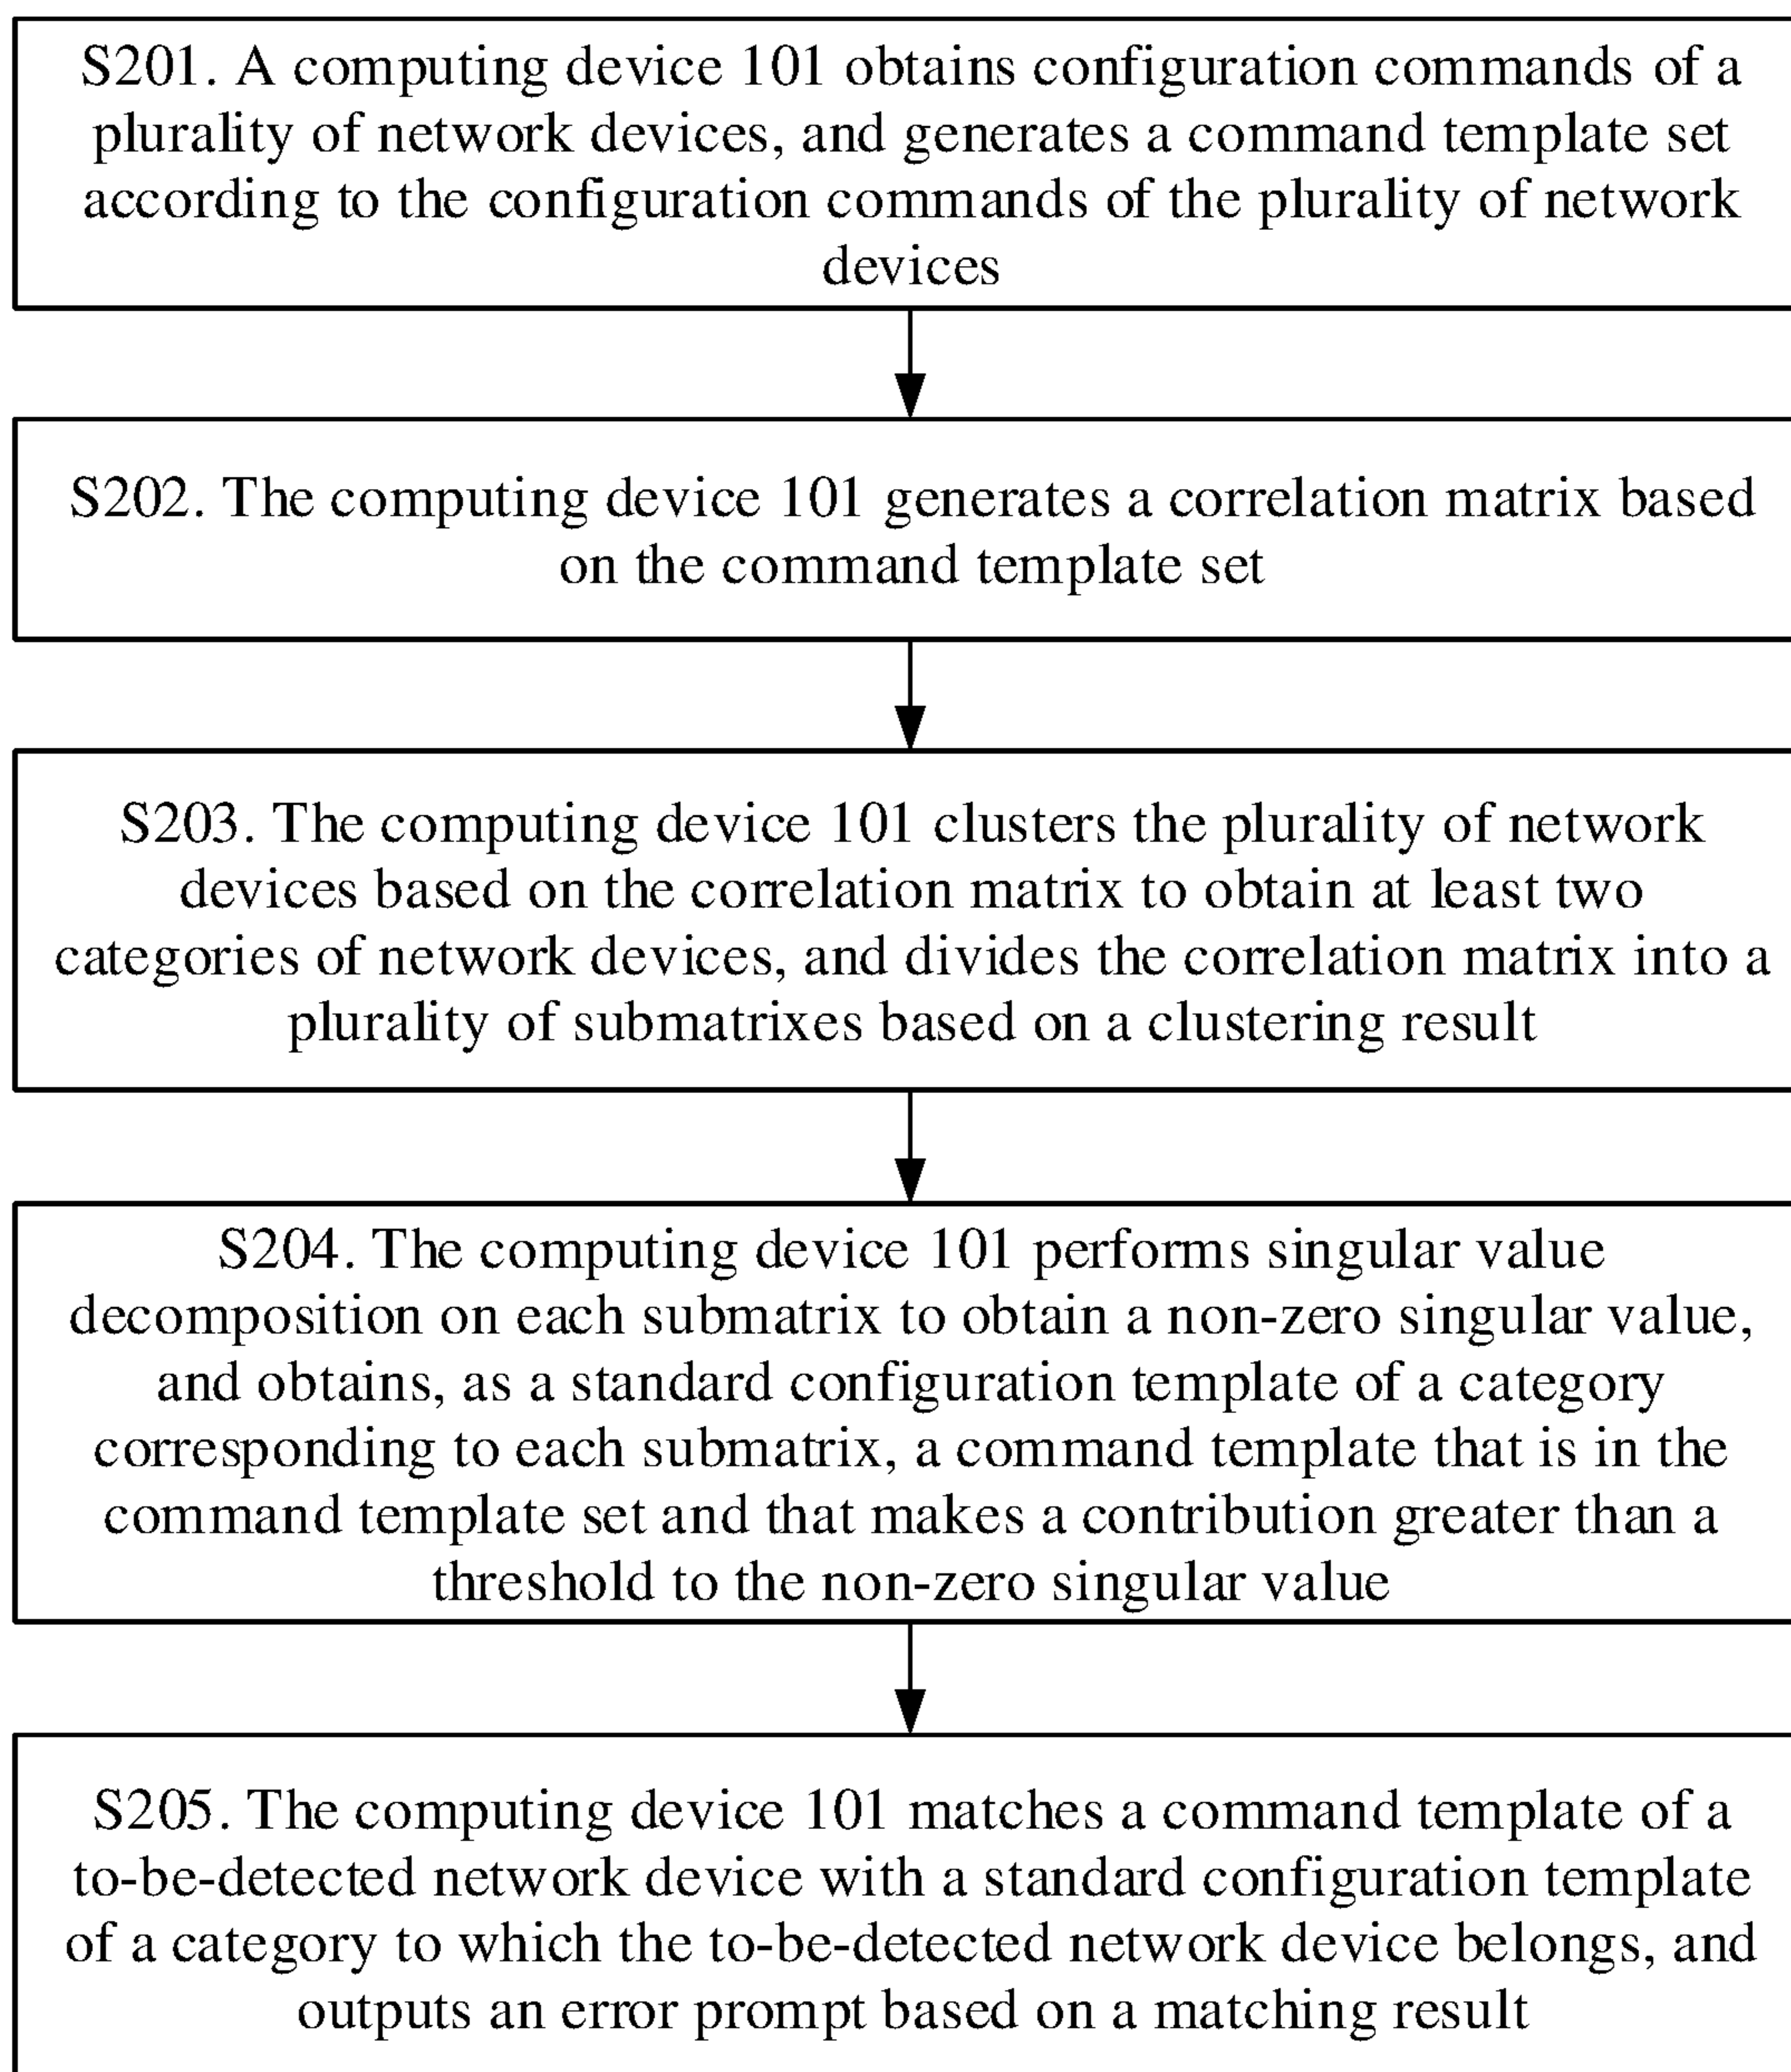 S201. A computing device 101 obtains configuration commands of a
plurality of network devices, and generates a command template set
according to the configuration commands of the plurality of network
devices
S202. The computing device 101 generates a correlation matrix based
on the command template set
S203. The computing device 101 clusters the plurality of network
devices based on the correlation matrix to obtain at least two
categories of network devices, and divides the correlation matrix into a
plurality of submatrixes based on a clustering result
S204. The computing device 101 performs singular value
decomposition on each submatrix to obtain a non-zero singular value,
and obtains, as a standard configuration template of a category
corresponding to each submatrix, a command template that is in the
command template set and that makes a contribution greater than a
threshold to the non-zero singular value
S205. The computing device 101 matches a command template of a
to-be-detected network device with a standard configuration template
of a category to which the to-be-detected network device belongs, and
outputs an error prompt based on a matching result